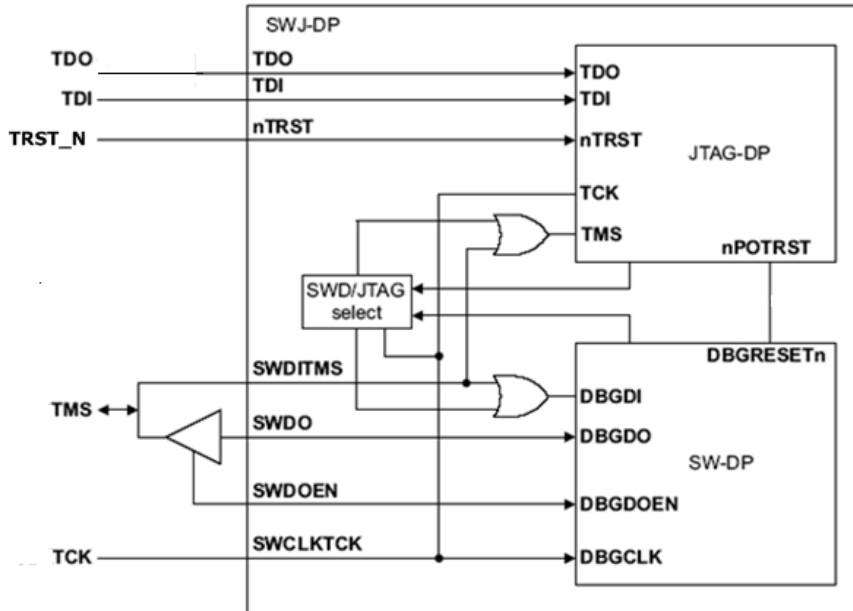 SWJ-DP
TDO
TDO
TDO
TDI
TDI
TDI
TRST_N
nTRST
nTRST
JTAG-DP
TCK
TMS
nPOTRST
SWD/JTAG
select
DBGRESETn
SWDITMS
TMS
DBGDI
SWDO
DBGDO
SW-DP
SWDOEN
DBGDOEN
TCK
SWCLKTCK
DBGCLK